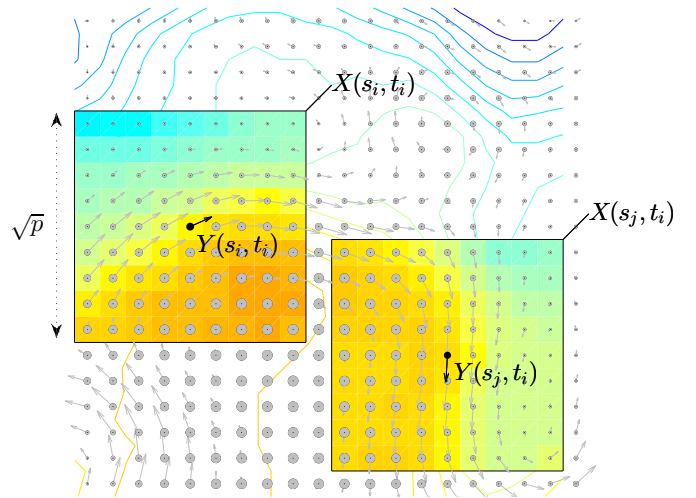 X(s_i, t_i)
X(s_j, t_i)
√p
Y(s_i, t_i)
Y(s_j, t_i)